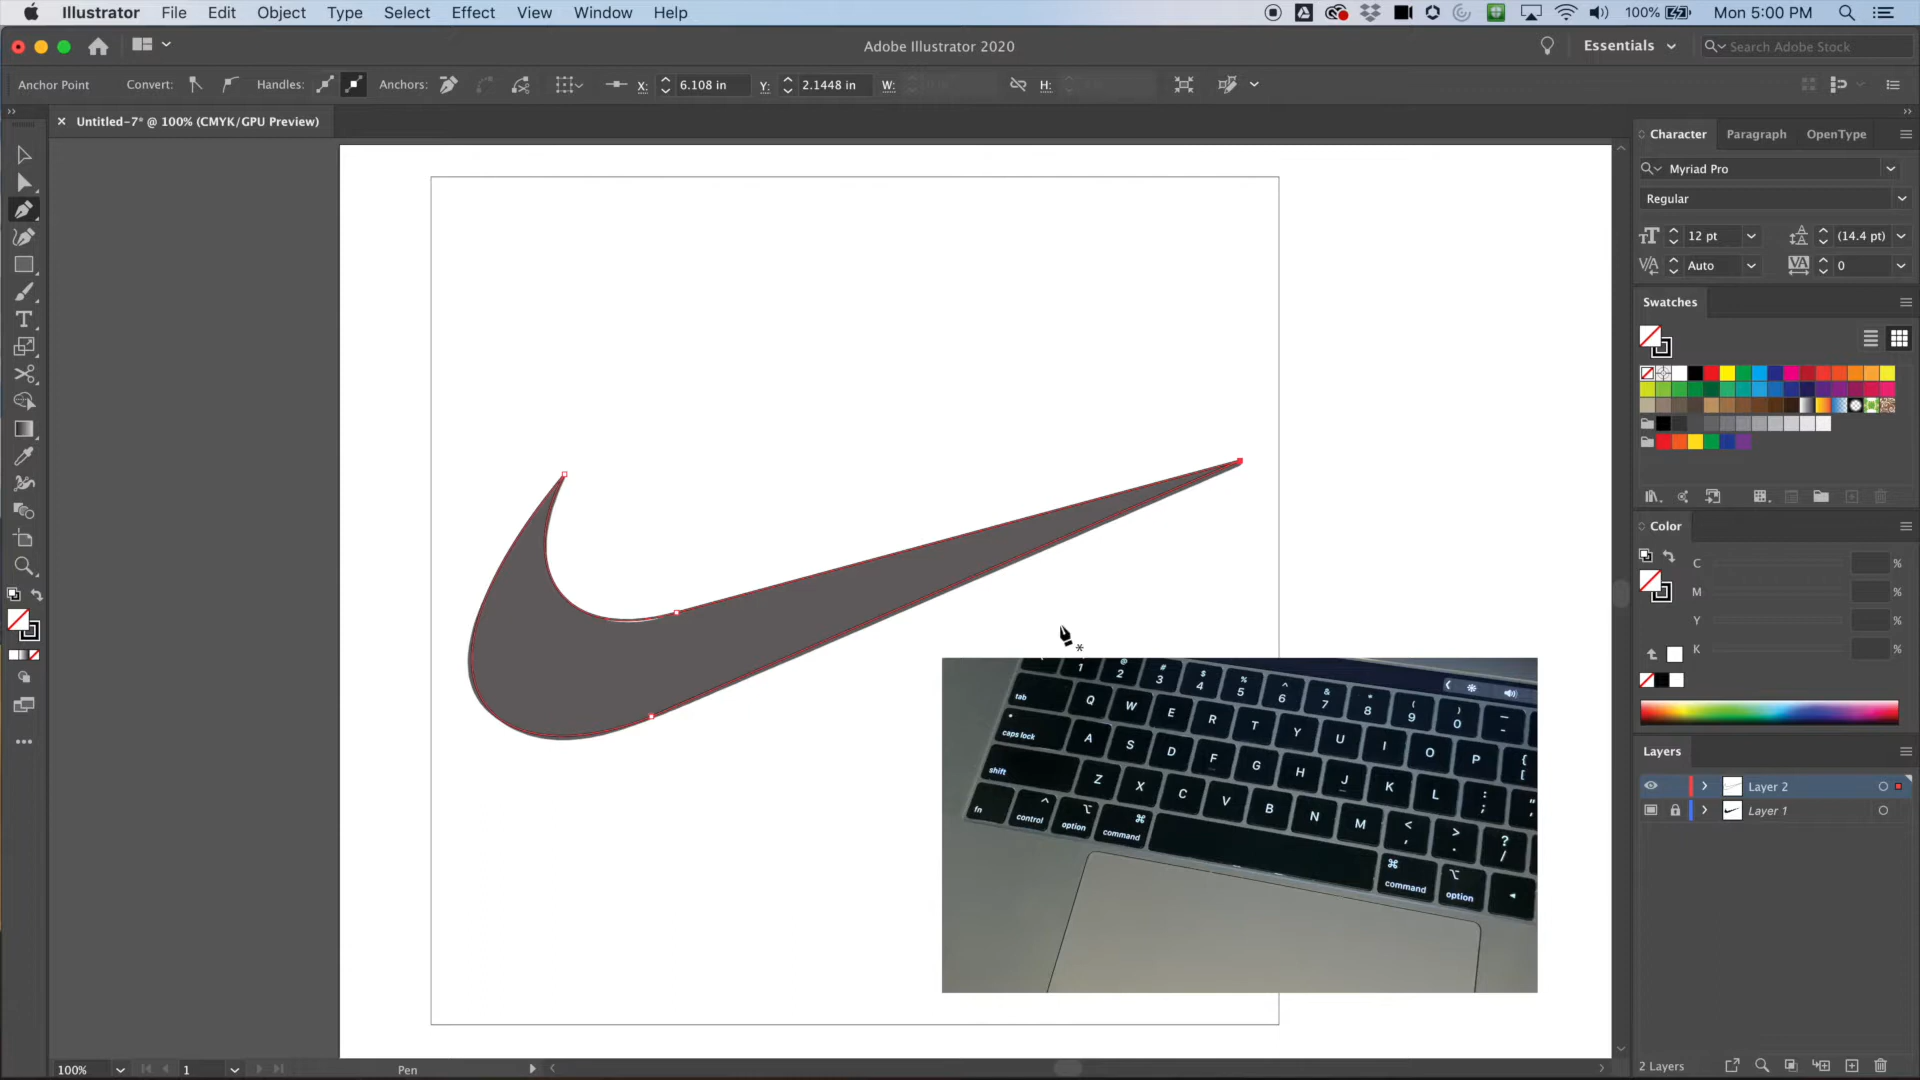 Illustrator File Edit Object Type Select Effect View Window Help 100% Mon 5:00 PM
Adobe Illustrator 2020 Essentials Search Adobe Stock
Anchor Point Convert: Handles: Anchors: X: 6.108 in Y: 2.1448 in W: H:
Untitled-7* @ 100% (CMYK/GPU Preview)
Character Paragraph OpenType
Myriad Pro
Regular
12 pt (14.4 pt)
Auto 0
Swatches
Color
C %
M %
Y %
K %
Layers
Layer 2
Layer 1
! @ # $ % ^ & * ( ) –
1 2 3 4 5 6 7 8 9 0
tab Q W E R T Y U I O P { [
caps lock A S D F G H J K L : ; " '
shift Z X C V B N M < , > . ? /
fn control option command command option
100% 1 Pen
2 Layers